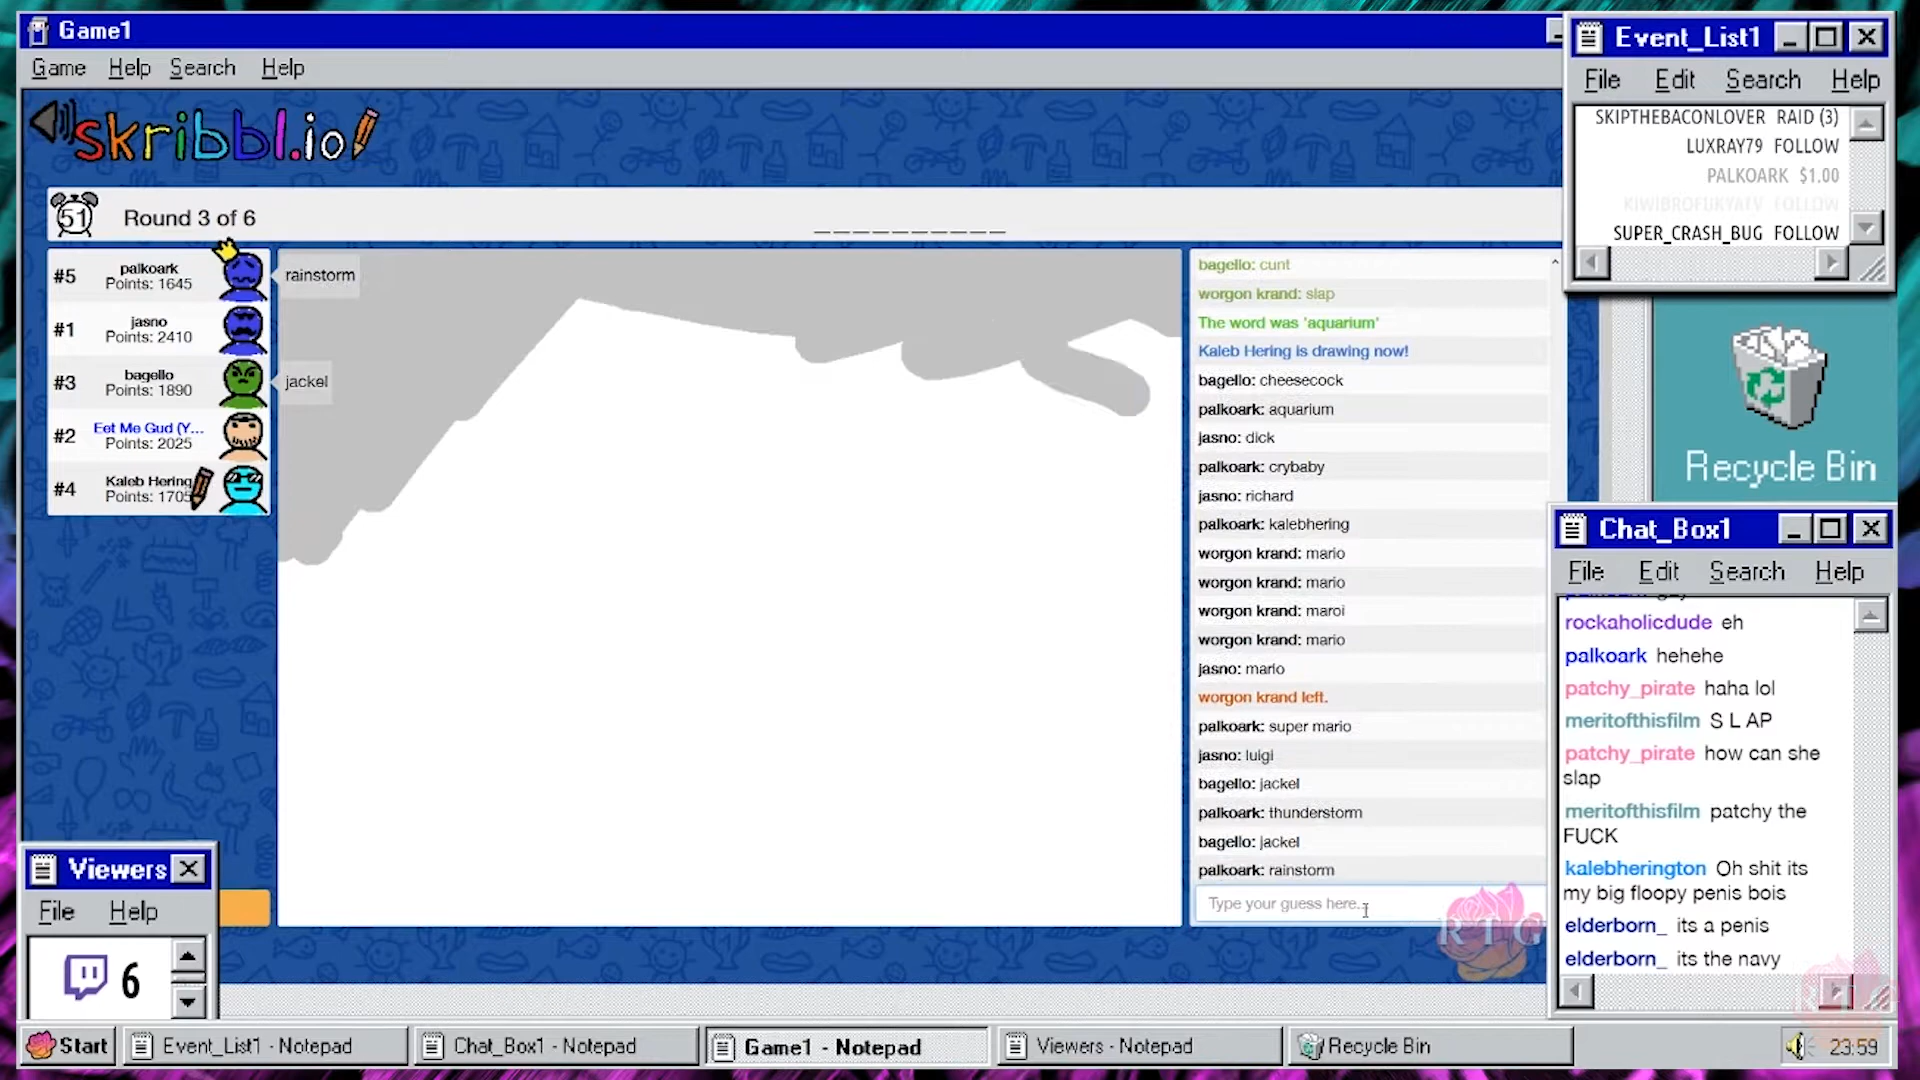 Game1
Game Help Search Help
skribbl.io
51
Round 3 of 6
__________
#5 palkoark
Points: 1645
rainstorm
#1 jasno
Points: 2410
#3 bagello
Points: 1890
jackel
#2 Eet Me Gud (Y...
Points: 2025
#4 Kaleb Hering
Points: 1705
bagello: cunt
worgon krand: slap
The word was 'aquarium'
Kaleb Hering is drawing now!
bagello: cheesecock
palkoark: aquarium
jasno: dick
palkoark: crybaby
jasno: richard
palkoark: kalebhering
worgon krand: mario
worgon krand: mario
worgon krand: maroi
worgon krand: mario
jasno: mario
worgon krand left.
palkoark: super mario
jasno: luigi
bagello: jackel
palkoark: thunderstorm
bagello: jackel
palkoark: rainstorm
Type your guess here...
RTG
Event_List1
File Edit Search Help
SKIPTHEBACONLOVER RAID (3)
LUXRAY79 FOLLOW
PALKOARK $1.00
SUPER_CRASH_BUG FOLLOW
Recycle Bin
Chat_Box1
File Edit Search Help
rockaholicdude eh
palkoark hehehe
patchy_pirate haha lol
meritofthisfilm S L AP
patchy_pirate how can she
slap
meritofthisfilm patchy the
FUCK
kalebherington Oh shit its
my big floopy penis bois
elderborn_ its a penis
elderborn_ its the navy
Viewers
File Help
6
Start
Event_List1 - Notepad
Chat_Box1 - Notepad
Game1 - Notepad
Viewers - Notepad
Recycle Bin
23:59